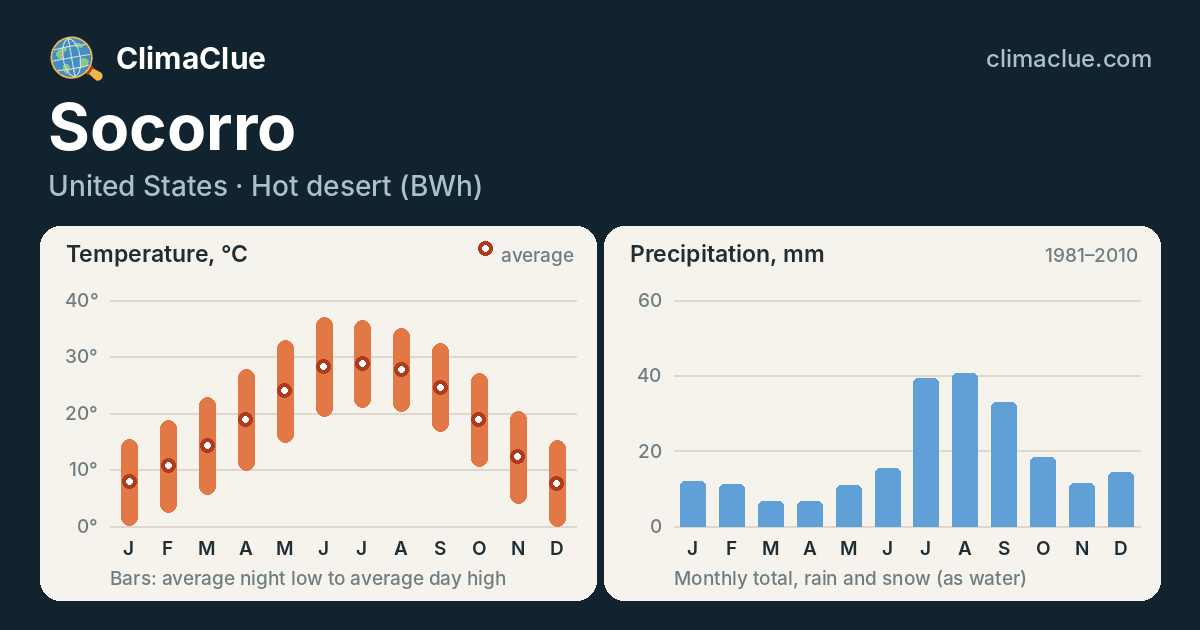 ClimaClue
climaclue.com
Socorro
United States · Hot desert (BWh)
Temperature, °C
average
40°
30°
20°
10°
0°
J F M A M J J A S O N D
Bars: average night low to average day high
Precipitation, mm
1981–2010
60
40
20
0
J F M A M J J A S O N D
Monthly total, rain and snow (as water)